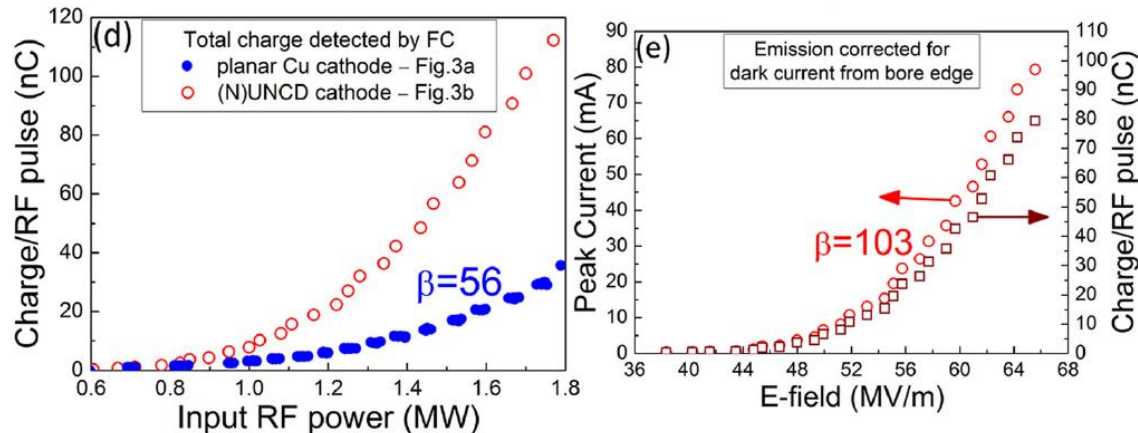 (d)
Total charge detected by FC
planar Cu cathode – Fig.3a
(N)UNCD cathode – Fig.3b
β=56
120
100
80
60
40
20
0
Charge/RF pulse (nC)
0.6 0.8 1.0 1.2 1.4 1.6 1.8
Input RF power (MW)
(e)
Emission corrected for
dark current from bore edge
β=103
90
80
70
60
50
40
30
20
10
0
Peak Current (mA)
110
100
90
80
70
60
50
40
30
20
10
0
Charge/RF pulse (nC)
36 40 44 48 52 56 60 64 68
E-field (MV/m)